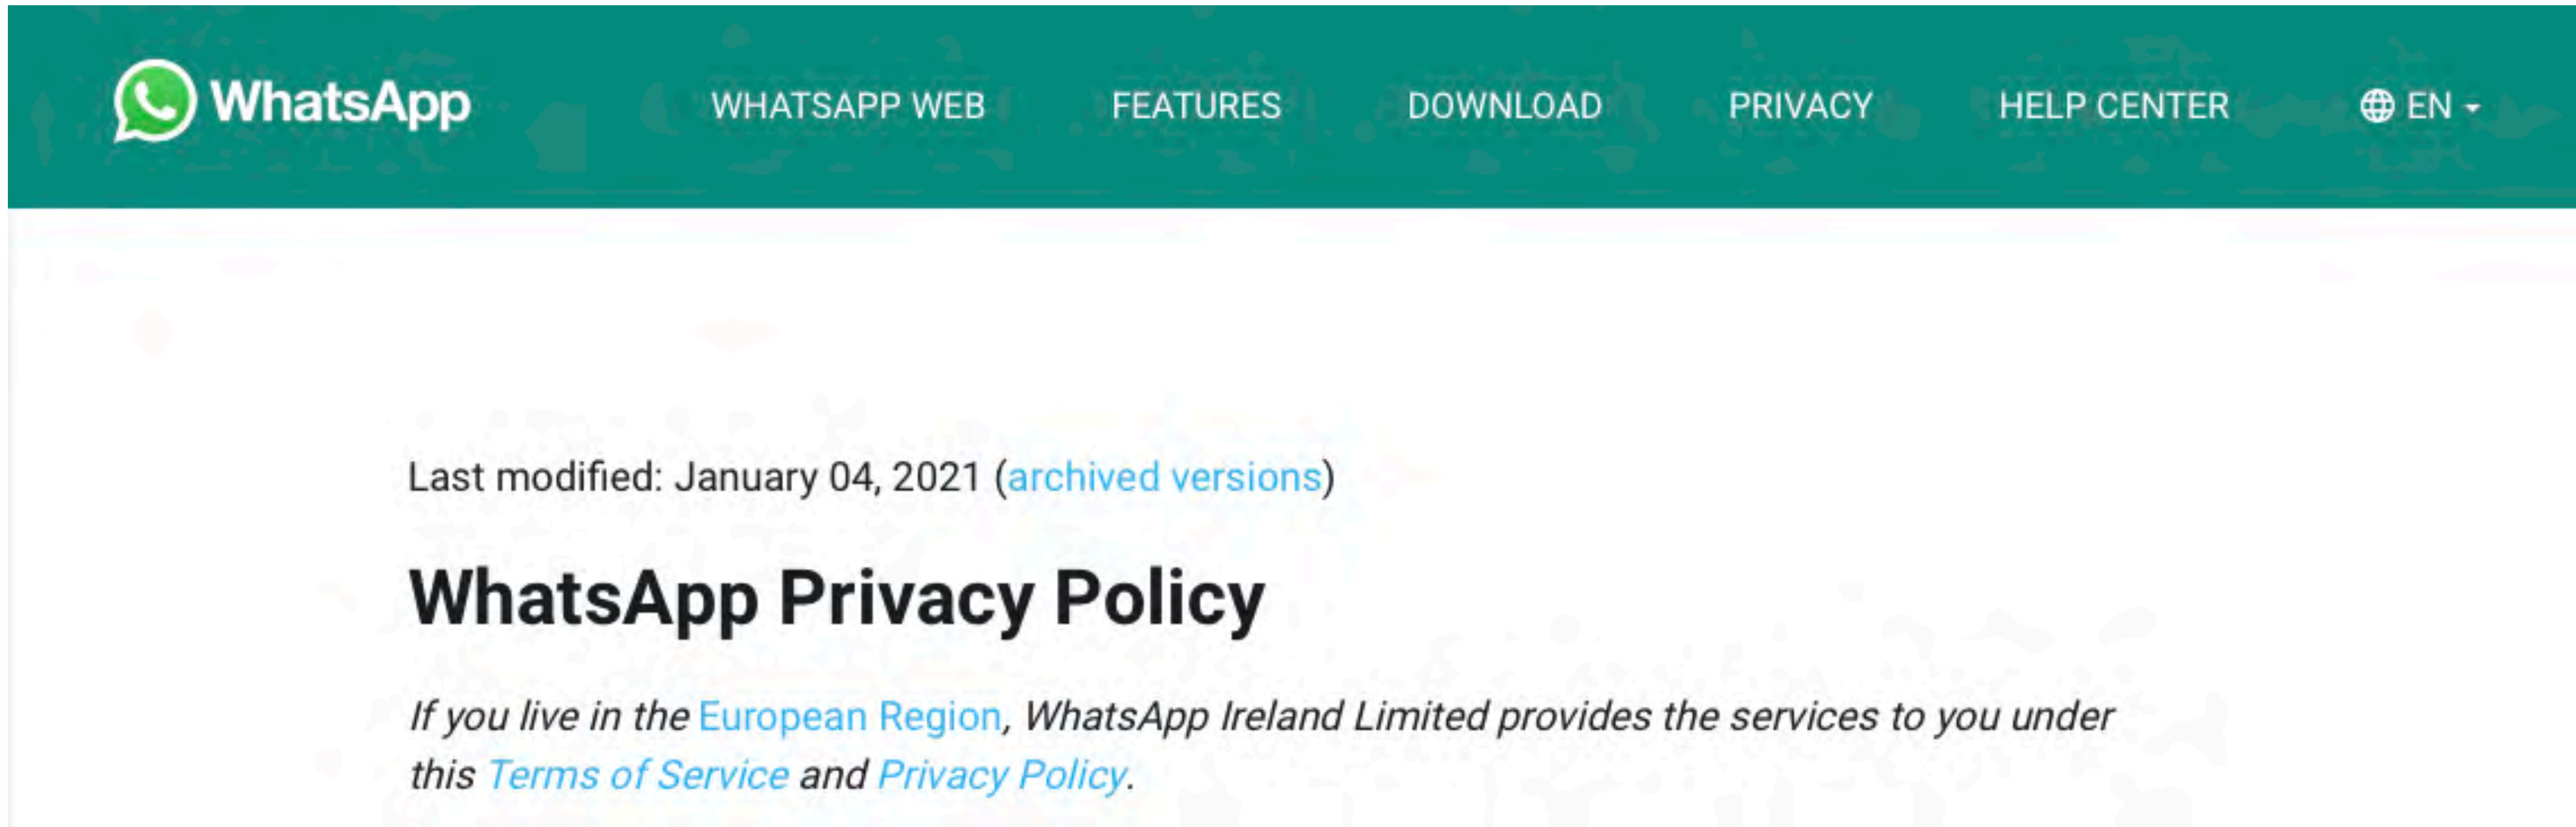 WhatsApp
WHATSAPP WEB
FEATURES
DOWNLOAD
PRIVACY
HELP CENTER
EN
Last modified: January 04, 2021 (archived versions)
WhatsApp Privacy Policy
If you live in the European Region, WhatsApp Ireland Limited provides the services to you under
this Terms of Service and Privacy Policy.